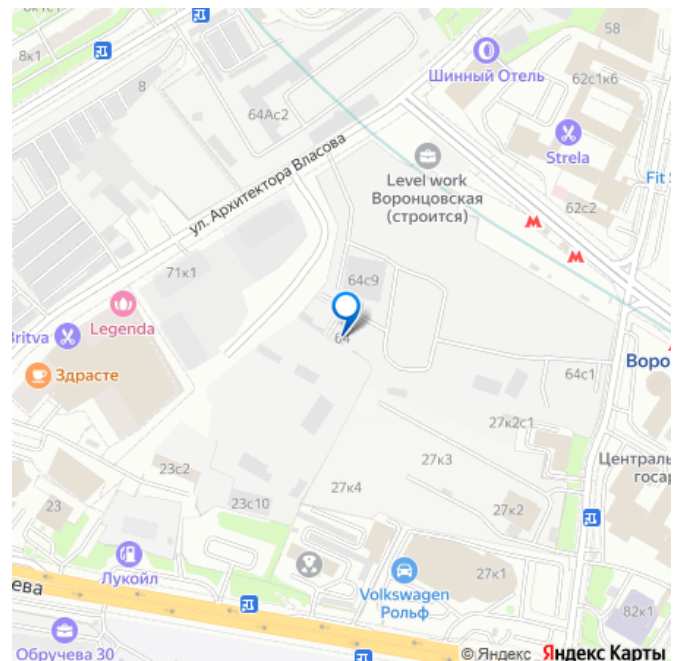 8к1с1
8к1
58
Шинный Отель
62с1к6
8
64Ас2
Strela
ул. Архитектора Власова
Level work
Воронцовская
(строится)
Fit S
62с2
71к1
64с9
Legenda
Britva
64
Здрасте
64с1
Воро
27к2с1
Централь
госар
27к3
23с2
27к4
23
23с10
27к2
Лукойл
Volkswagen
Рольф
27к1
ева
82к1
Обручева 30
© Яндекс Яндекс Карты